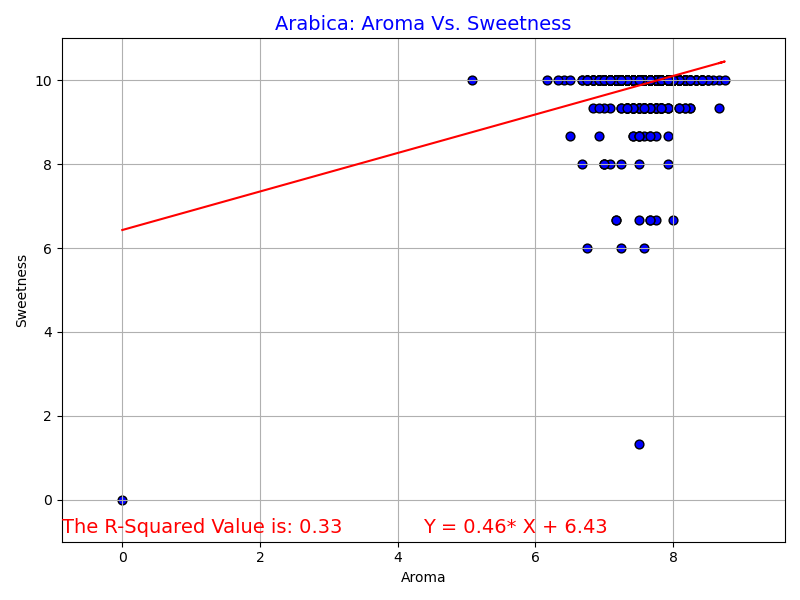 Arabica: Aroma Vs. Sweetness
10
8
6
4
2
0
Sweetness
The R-Squared Value is: 0.33
Y = 0.46* X + 6.43
0 2 4 6 8
Aroma